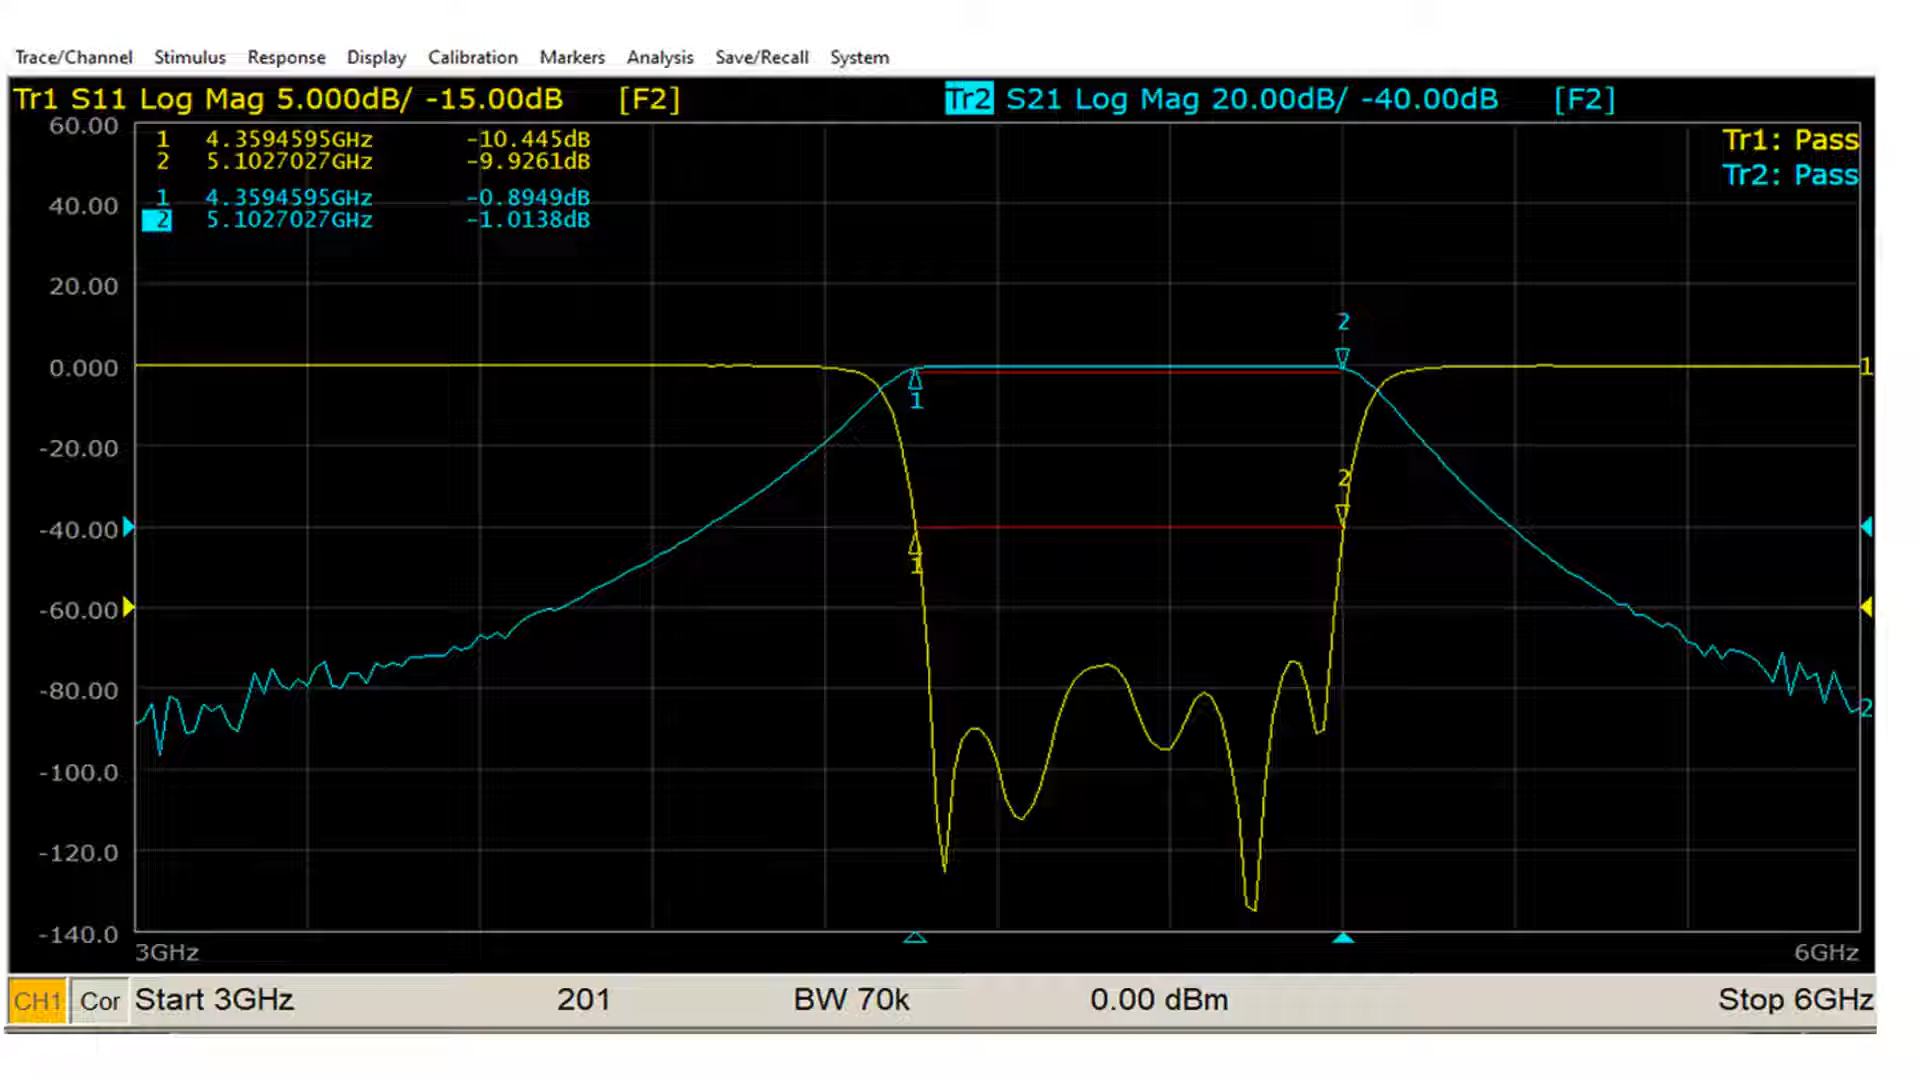 Trace/Channel Stimulus Response Display Calibration Markers Analysis Save/Recall System
Tr1 S11 Log Mag 5.000dB/ -15.00dB [F2] Tr2 S21 Log Mag 20.00dB/ -40.00dB [F2]
60.00
1 4.3594595GHz -10.445dB
2 5.1027027GHz -9.9261dB
1 4.3594595GHz -0.8949dB
2 5.1027027GHz -1.0138dB
Tr1: Pass
Tr2: Pass
40.00
20.00
2
0.000
1
1
-20.00
2
-40.00
1
-60.00
-80.00
2
-100.0
-120.0
-140.0
3GHz 6GHz
CH1 Cor Start 3GHz 201 BW 70k 0.00 dBm Stop 6GHz